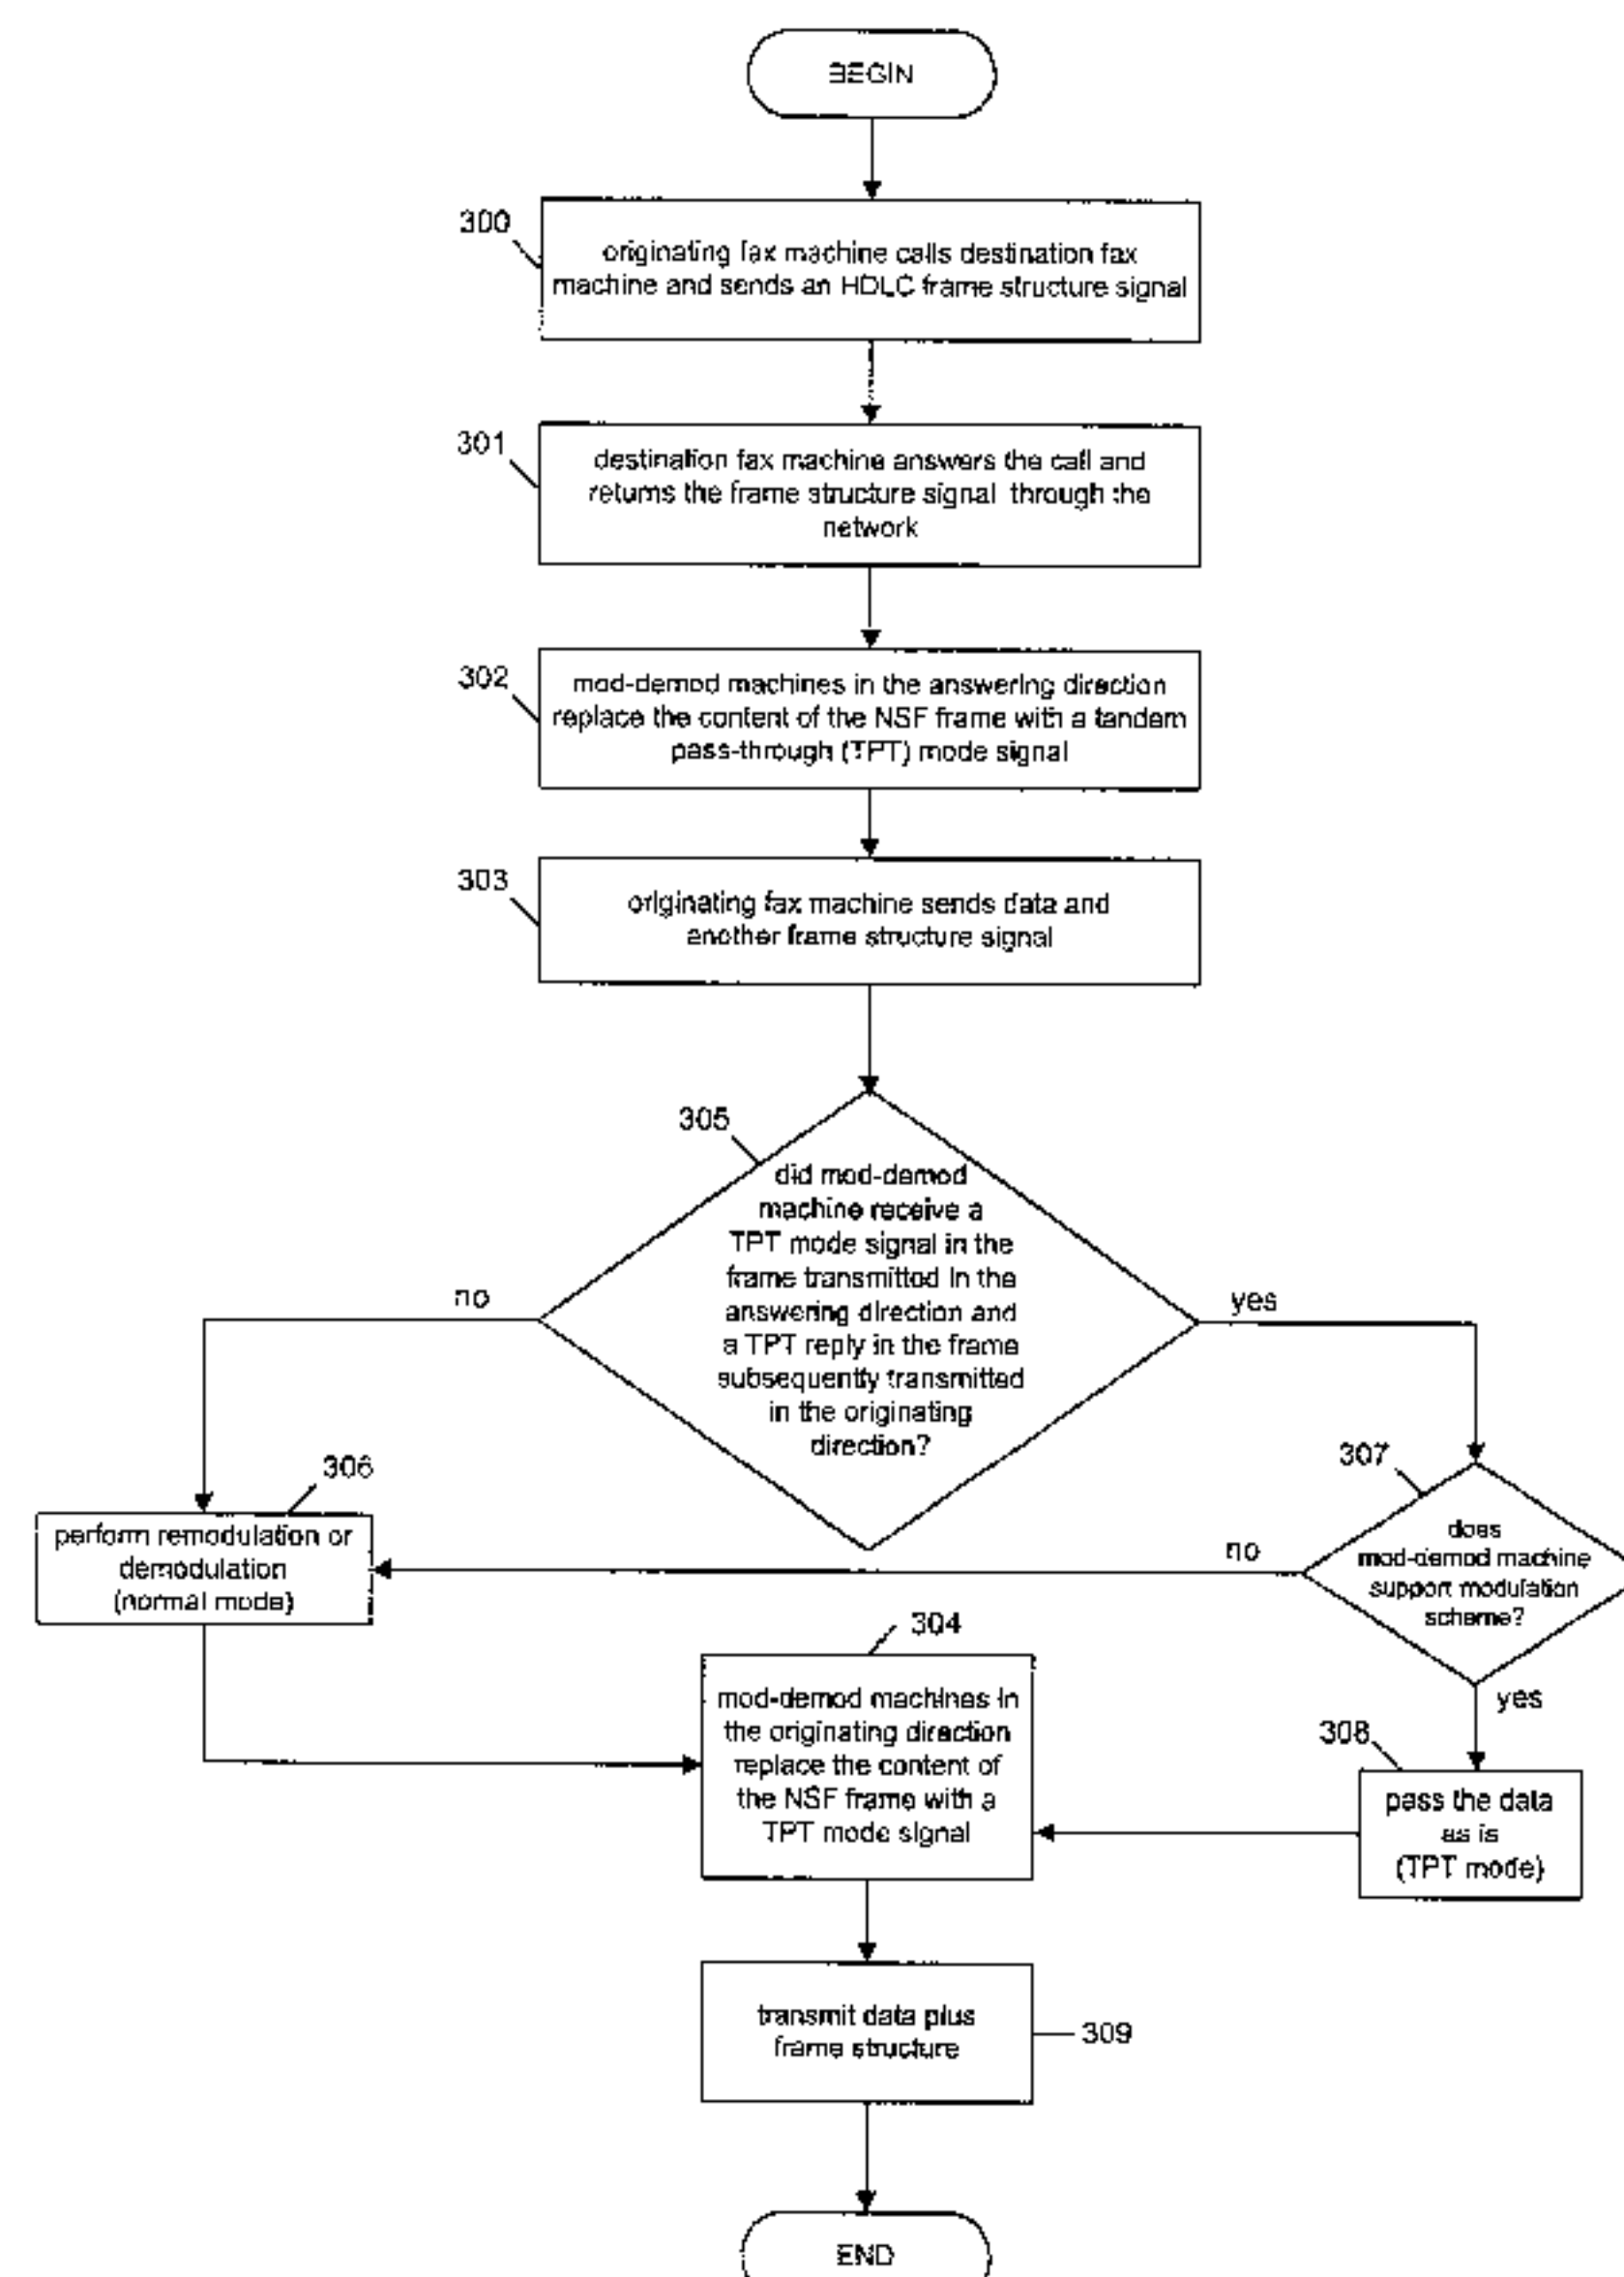 BEGIN
300
originating fax machine calls destination fax
machine and sends an HDLC frame structure signal
301
destination fax machine answers the call and
returns the frame structure signal through the
network
302
mod-demod machines in the answering direction
replace the content of the NSF frame with a tandem
pass-through (TPT) mode signal
303
originating fax machine sends data and
another frame structure signal
305
did mod-demod
machine receive a
TPT mode signal in the
frame transmitted in the
answering direction and
a TPT reply in the frame
subsequently transmitted
in the originating
direction?
no
yes
306
perform remodulation or
demodulation
(normal mode)
307
does
mod-demod machine
support modulation
scheme?
no
yes
304
mod-demod machines in
the originating direction
replace the content of
the NSF frame with a
TPT mode signal
308
pass the data
as is
(TPT mode)
transmit data plus
frame structure
309
END